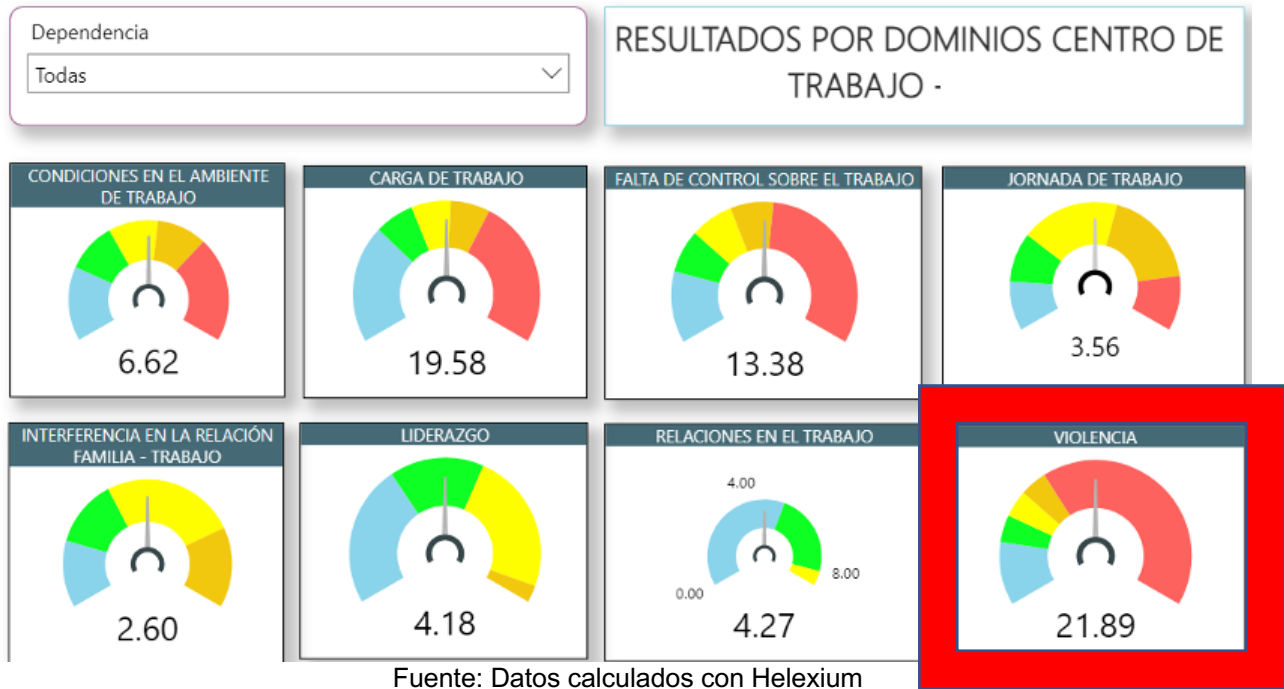 Dependencia
Todas
RESULTADOS POR DOMINIOS CENTRO DE
TRABAJO -
CONDICIONES EN EL AMBIENTE
DE TRABAJO
6.62
CARGA DE TRABAJO
19.58
FALTA DE CONTROL SOBRE EL TRABAJO
13.38
JORNADA DE TRABAJO
3.56
INTERFERENCIA EN LA RELACIÓN
FAMILIA - TRABAJO
2.60
LIDERAZGO
4.18
RELACIONES EN EL TRABAJO
4.00
0.00
8.00
4.27
VIOLENCIA
21.89
Fuente: Datos calculados con Helexium